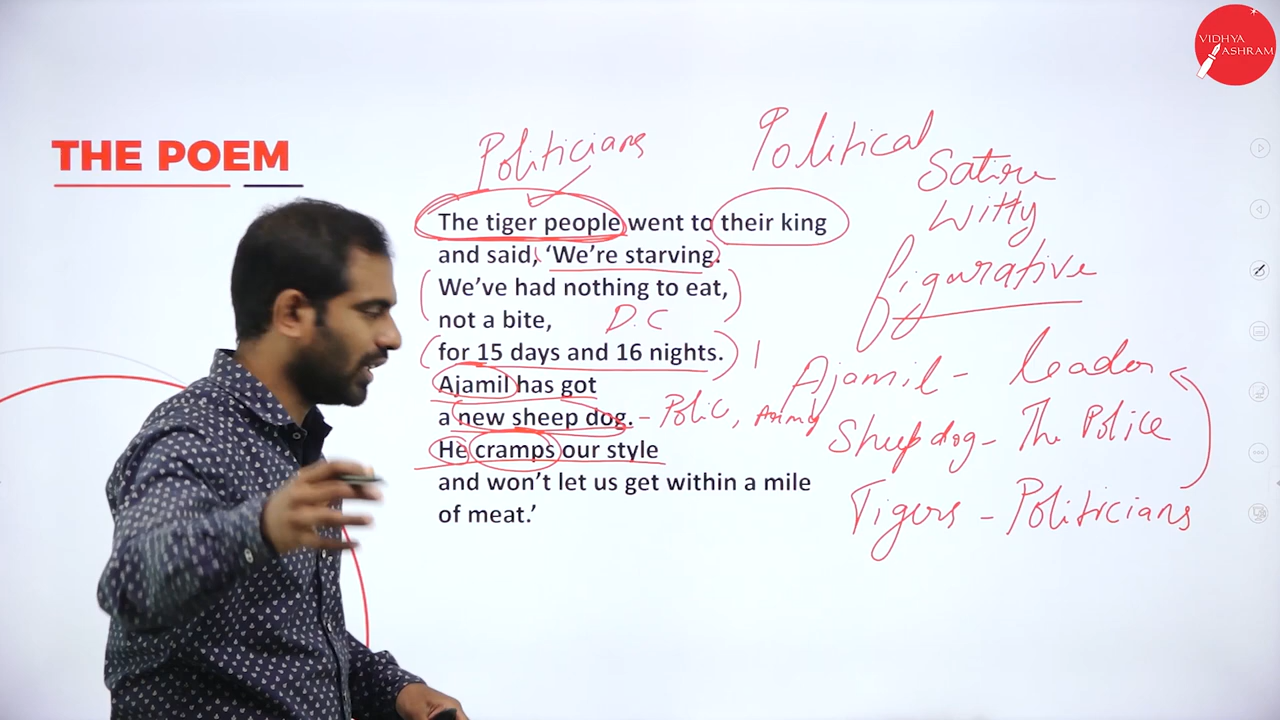 VIDHYA
ASHRAM
THE POEM
Politicians
Political
Satire
Witty
figurative
The tiger people went to their king
and said, ‘We’re starving.
We’ve had nothing to eat,
not a bite,
D.C
for 15 days and 16 nights.
Ajamil has got
a new sheep dog.
- Polic, Army
He cramps our style
and won’t let us get within a mile
of meat.’
Ajamil - leader
Sheepdog - The Police
Tigers - Politicians